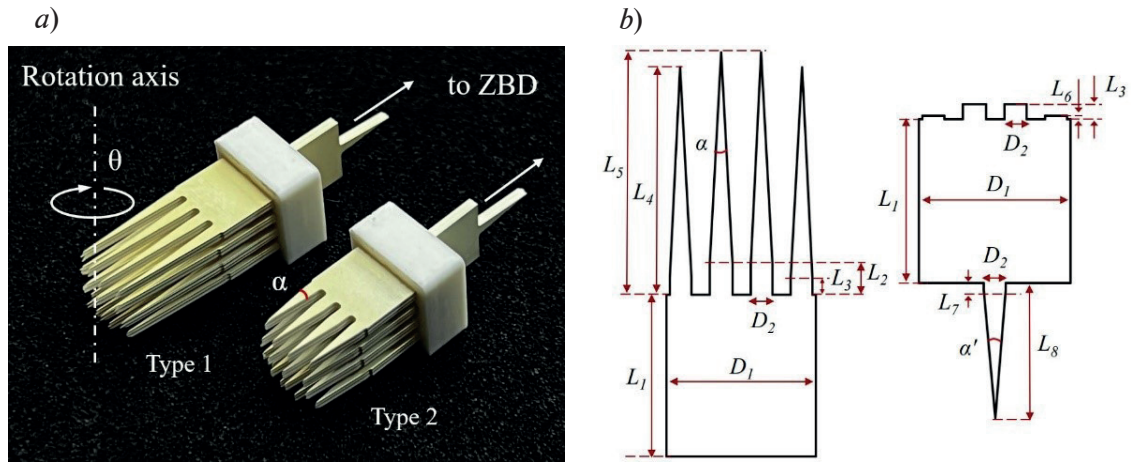 a)
b)
Rotation axis
to ZBD
θ
α
Type 1
Type 2
L5
L4
α
L2
L3
D2
L1
D1
L6
L3
D2
L1
D1
D2
L7
α'
L8